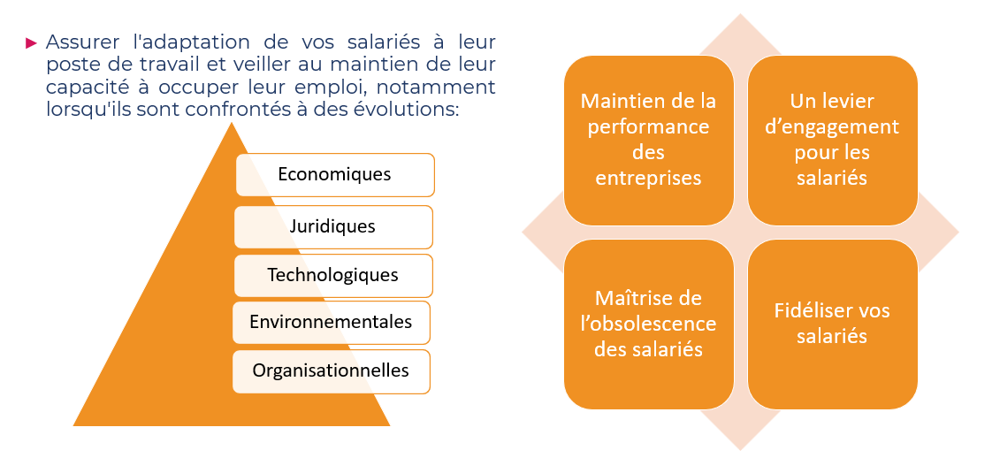 Assurer l'adaptation de vos salariés à leur
poste de travail et veiller au maintien de leur
capacité à occuper leur emploi, notamment
lorsqu'ils sont confrontés à des évolutions:
Economiques
Juridiques
Technologiques
Environnementales
Organisationnelles
Maintien de la
performance
des
entreprises
Un levier
d’engagement
pour les
salariés
Maîtrise de
l’obsolescence
des salariés
Fidéliser vos
salariés